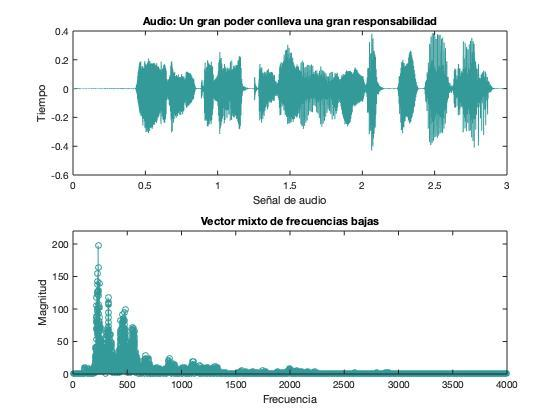 Audio: Un gran poder conlleva una gran responsabilidad
0.4
0.2
0
-0.2
-0.4
-0.6
Tiempo
0 0.5 1 1.5 2 2.5 3
Señal de audio
Vector mixto de frecuencias bajas
200
150
100
50
0
Magnitud
0 500 1000 1500 2000 2500 3000 3500 4000
Frecuencia